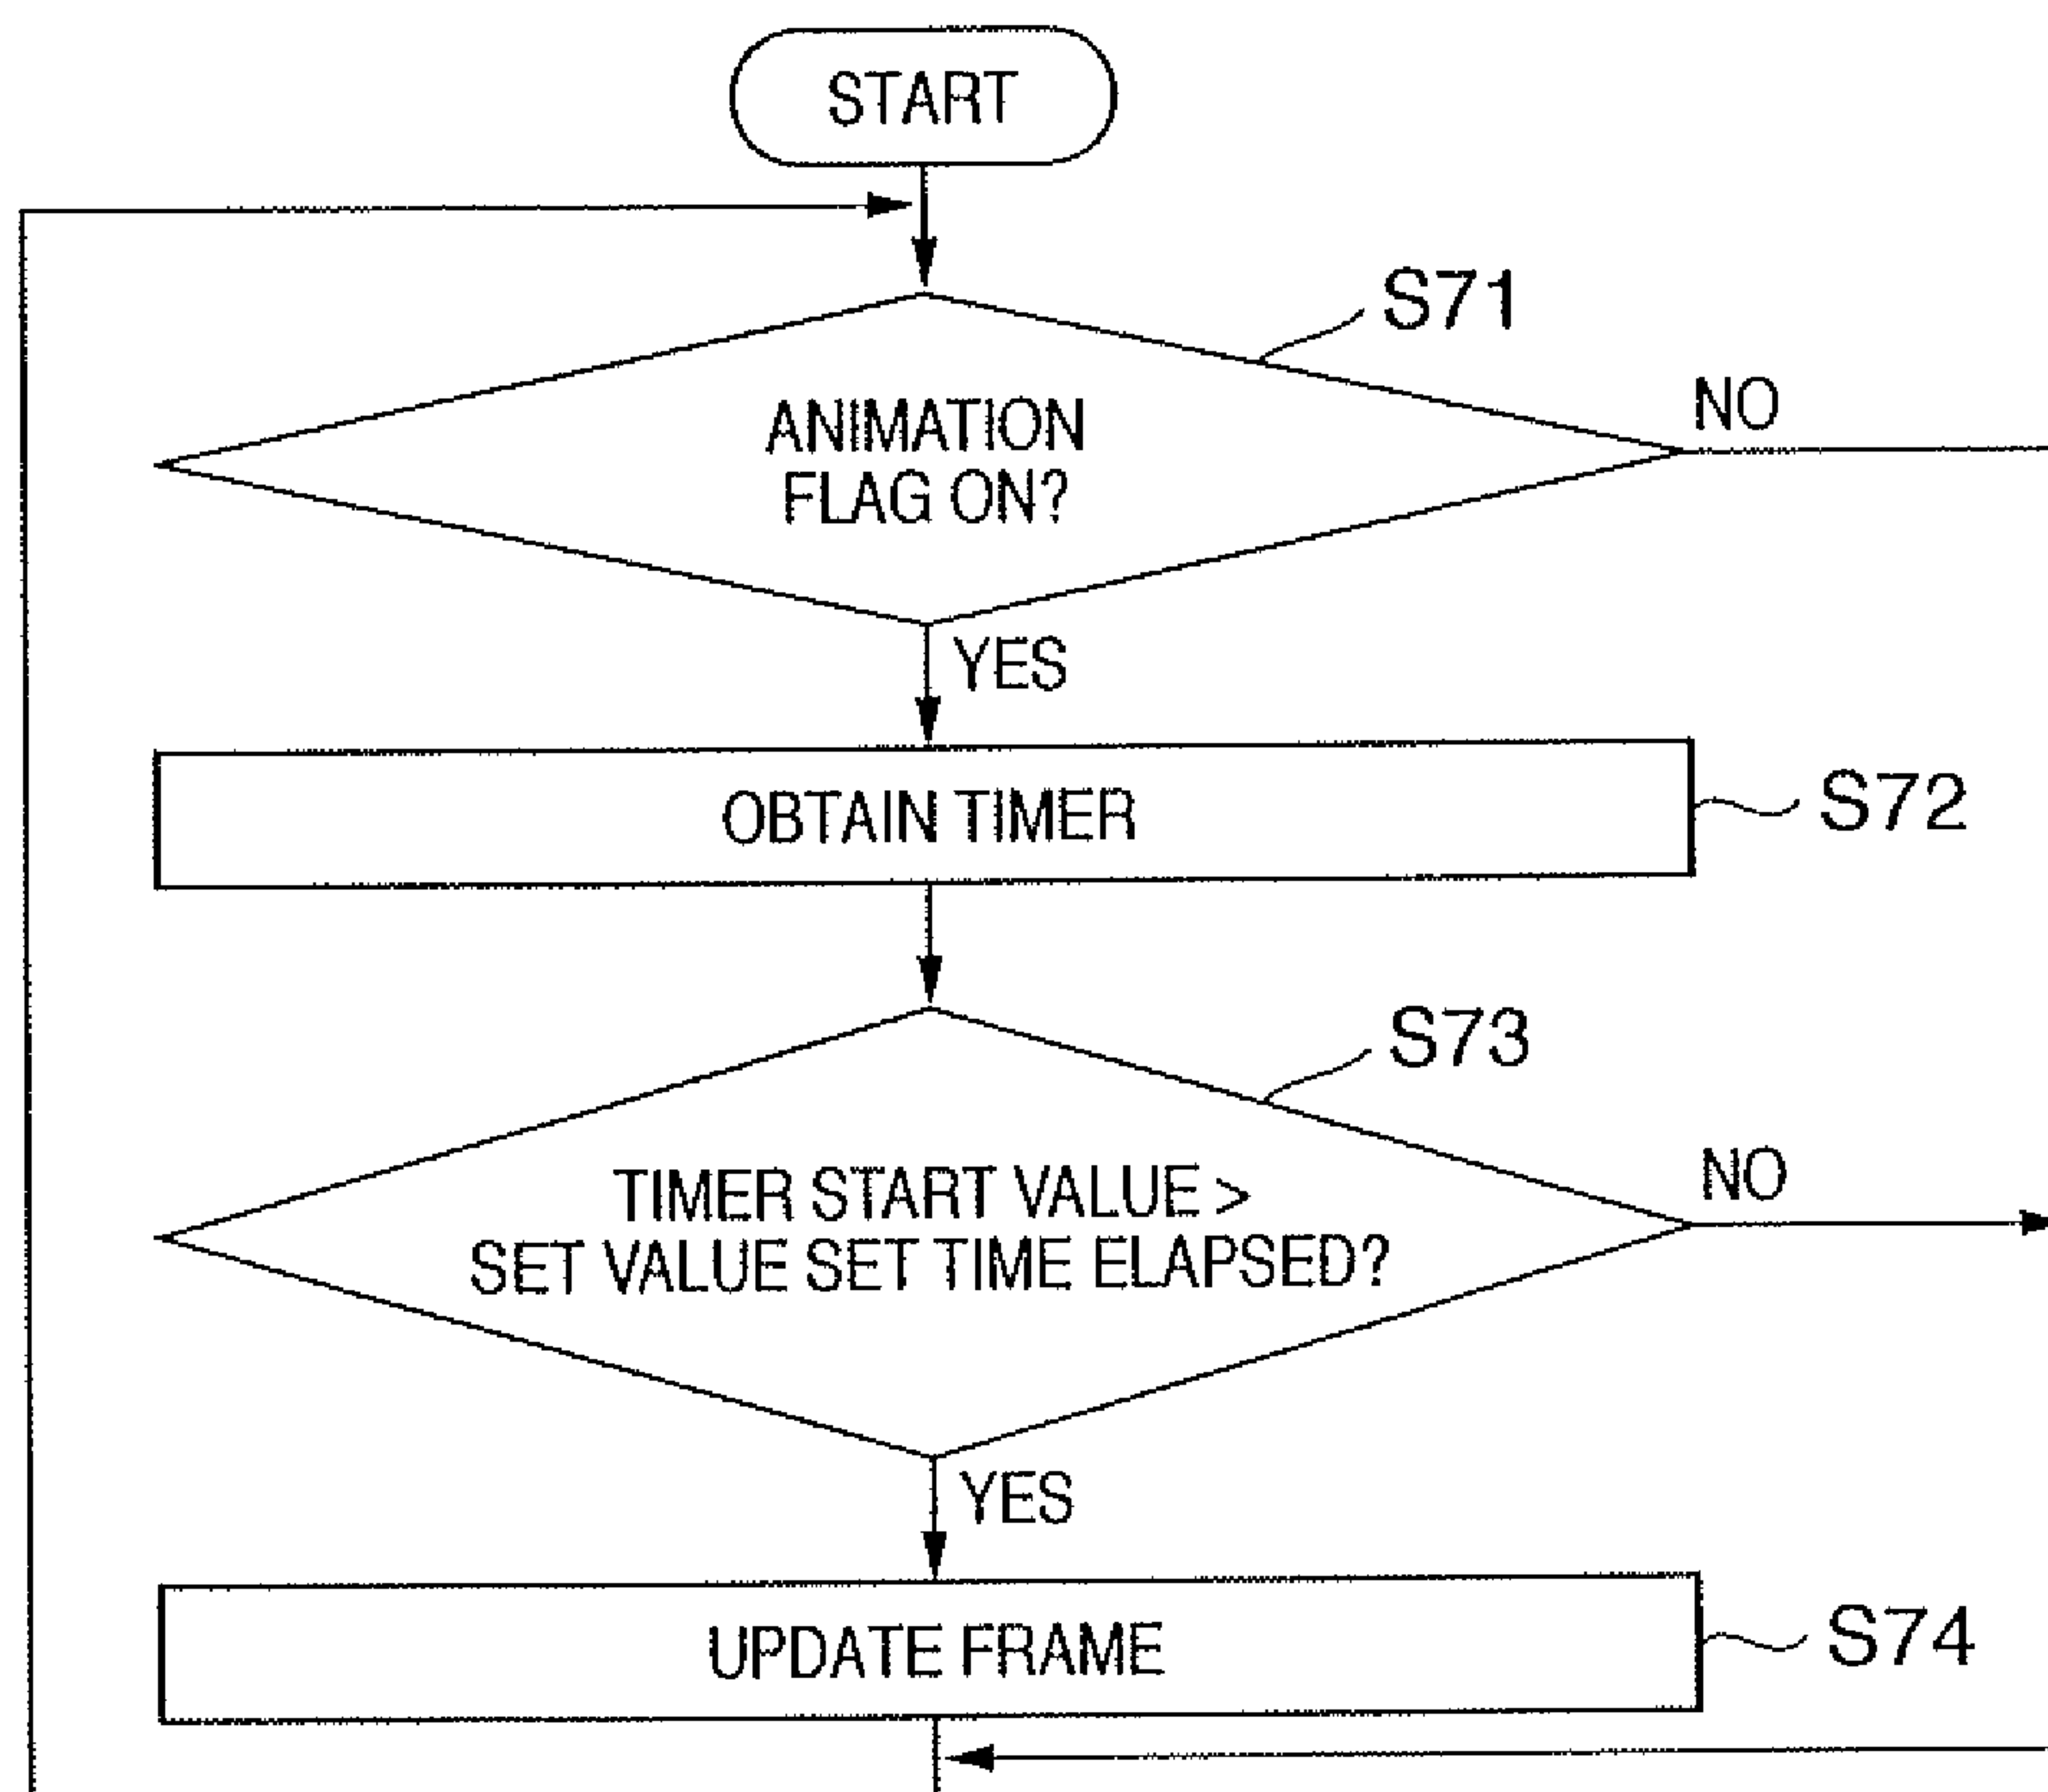 START
S71
NO
ANIMATION
FLAG ON?
YES
OBTAIN TIMER
S72
S73
NO
TIMER START VALUE >
SET VALUE SET TIME ELAPSED?
YES
UPDATE FRAME
S74